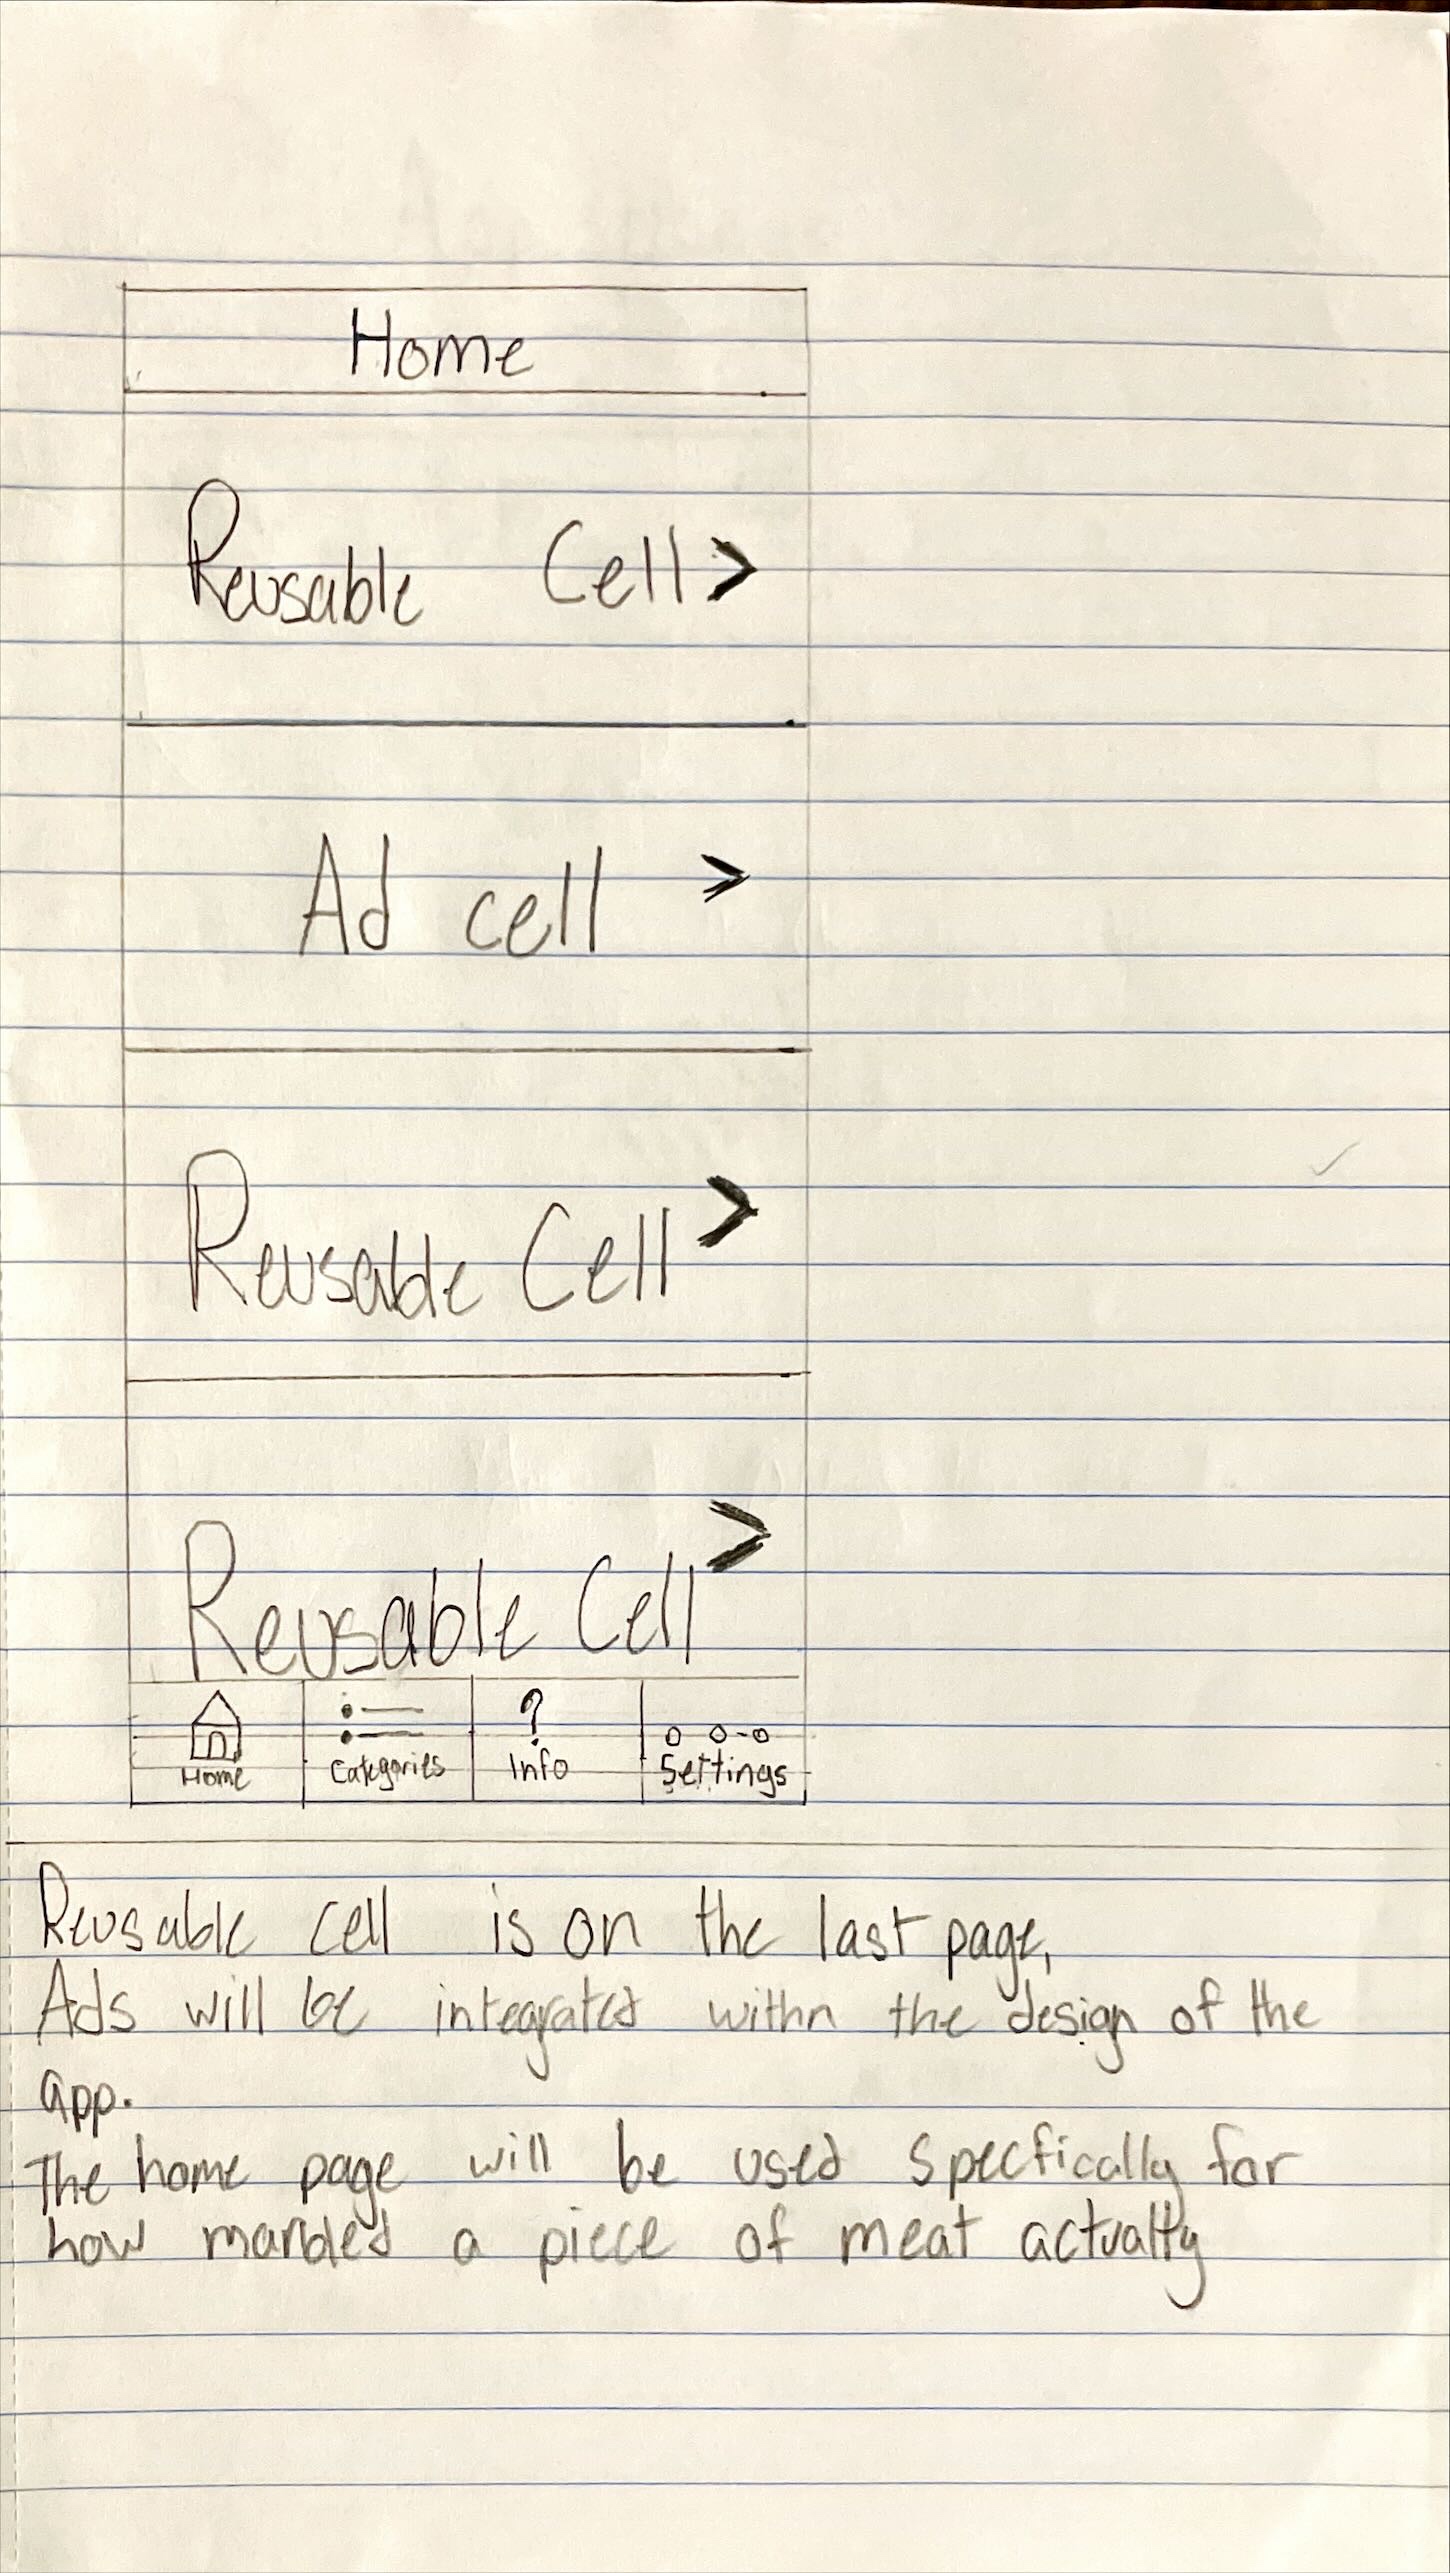 Home
Reusable Cell >
Ad cell >
Reusable Cell >
Reusable Cell >
?
Home Categories Info Settings
Reusable cell is on the last page,
Ads will be integrated withn the design of the
app.
The home page will be used specfically for
how marbled a piece of meat actually